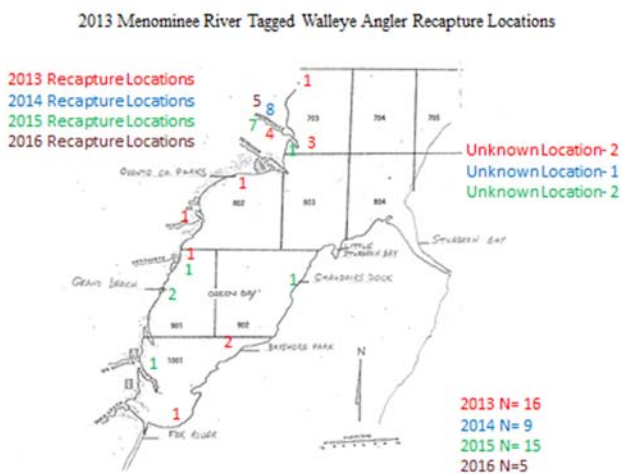 2013 Menominee River Tagged Walleye Angler Recapture Locations
2013 Recapture Locations
2014 Recapture Locations
2015 Recapture Locations
2016 Recapture Locations
1
5 8
7 4
1 3
703 704 705
Unknown Location- 2
Unknown Location- 1
Unknown Location- 2
OCONTO CO. PARKS
1
802 803 804
1
STURGEON BAY
LITTLE STURGEON BAY
1
1
CHAUDOIRS DOCK
1
GRAND BEACH
2
GREEN BAY
901 902
2
BAYSHORE PARK
1
1001
N
1
FOX RIVER
2013 N= 16
2014 N= 9
2015 N= 15
2016 N=5